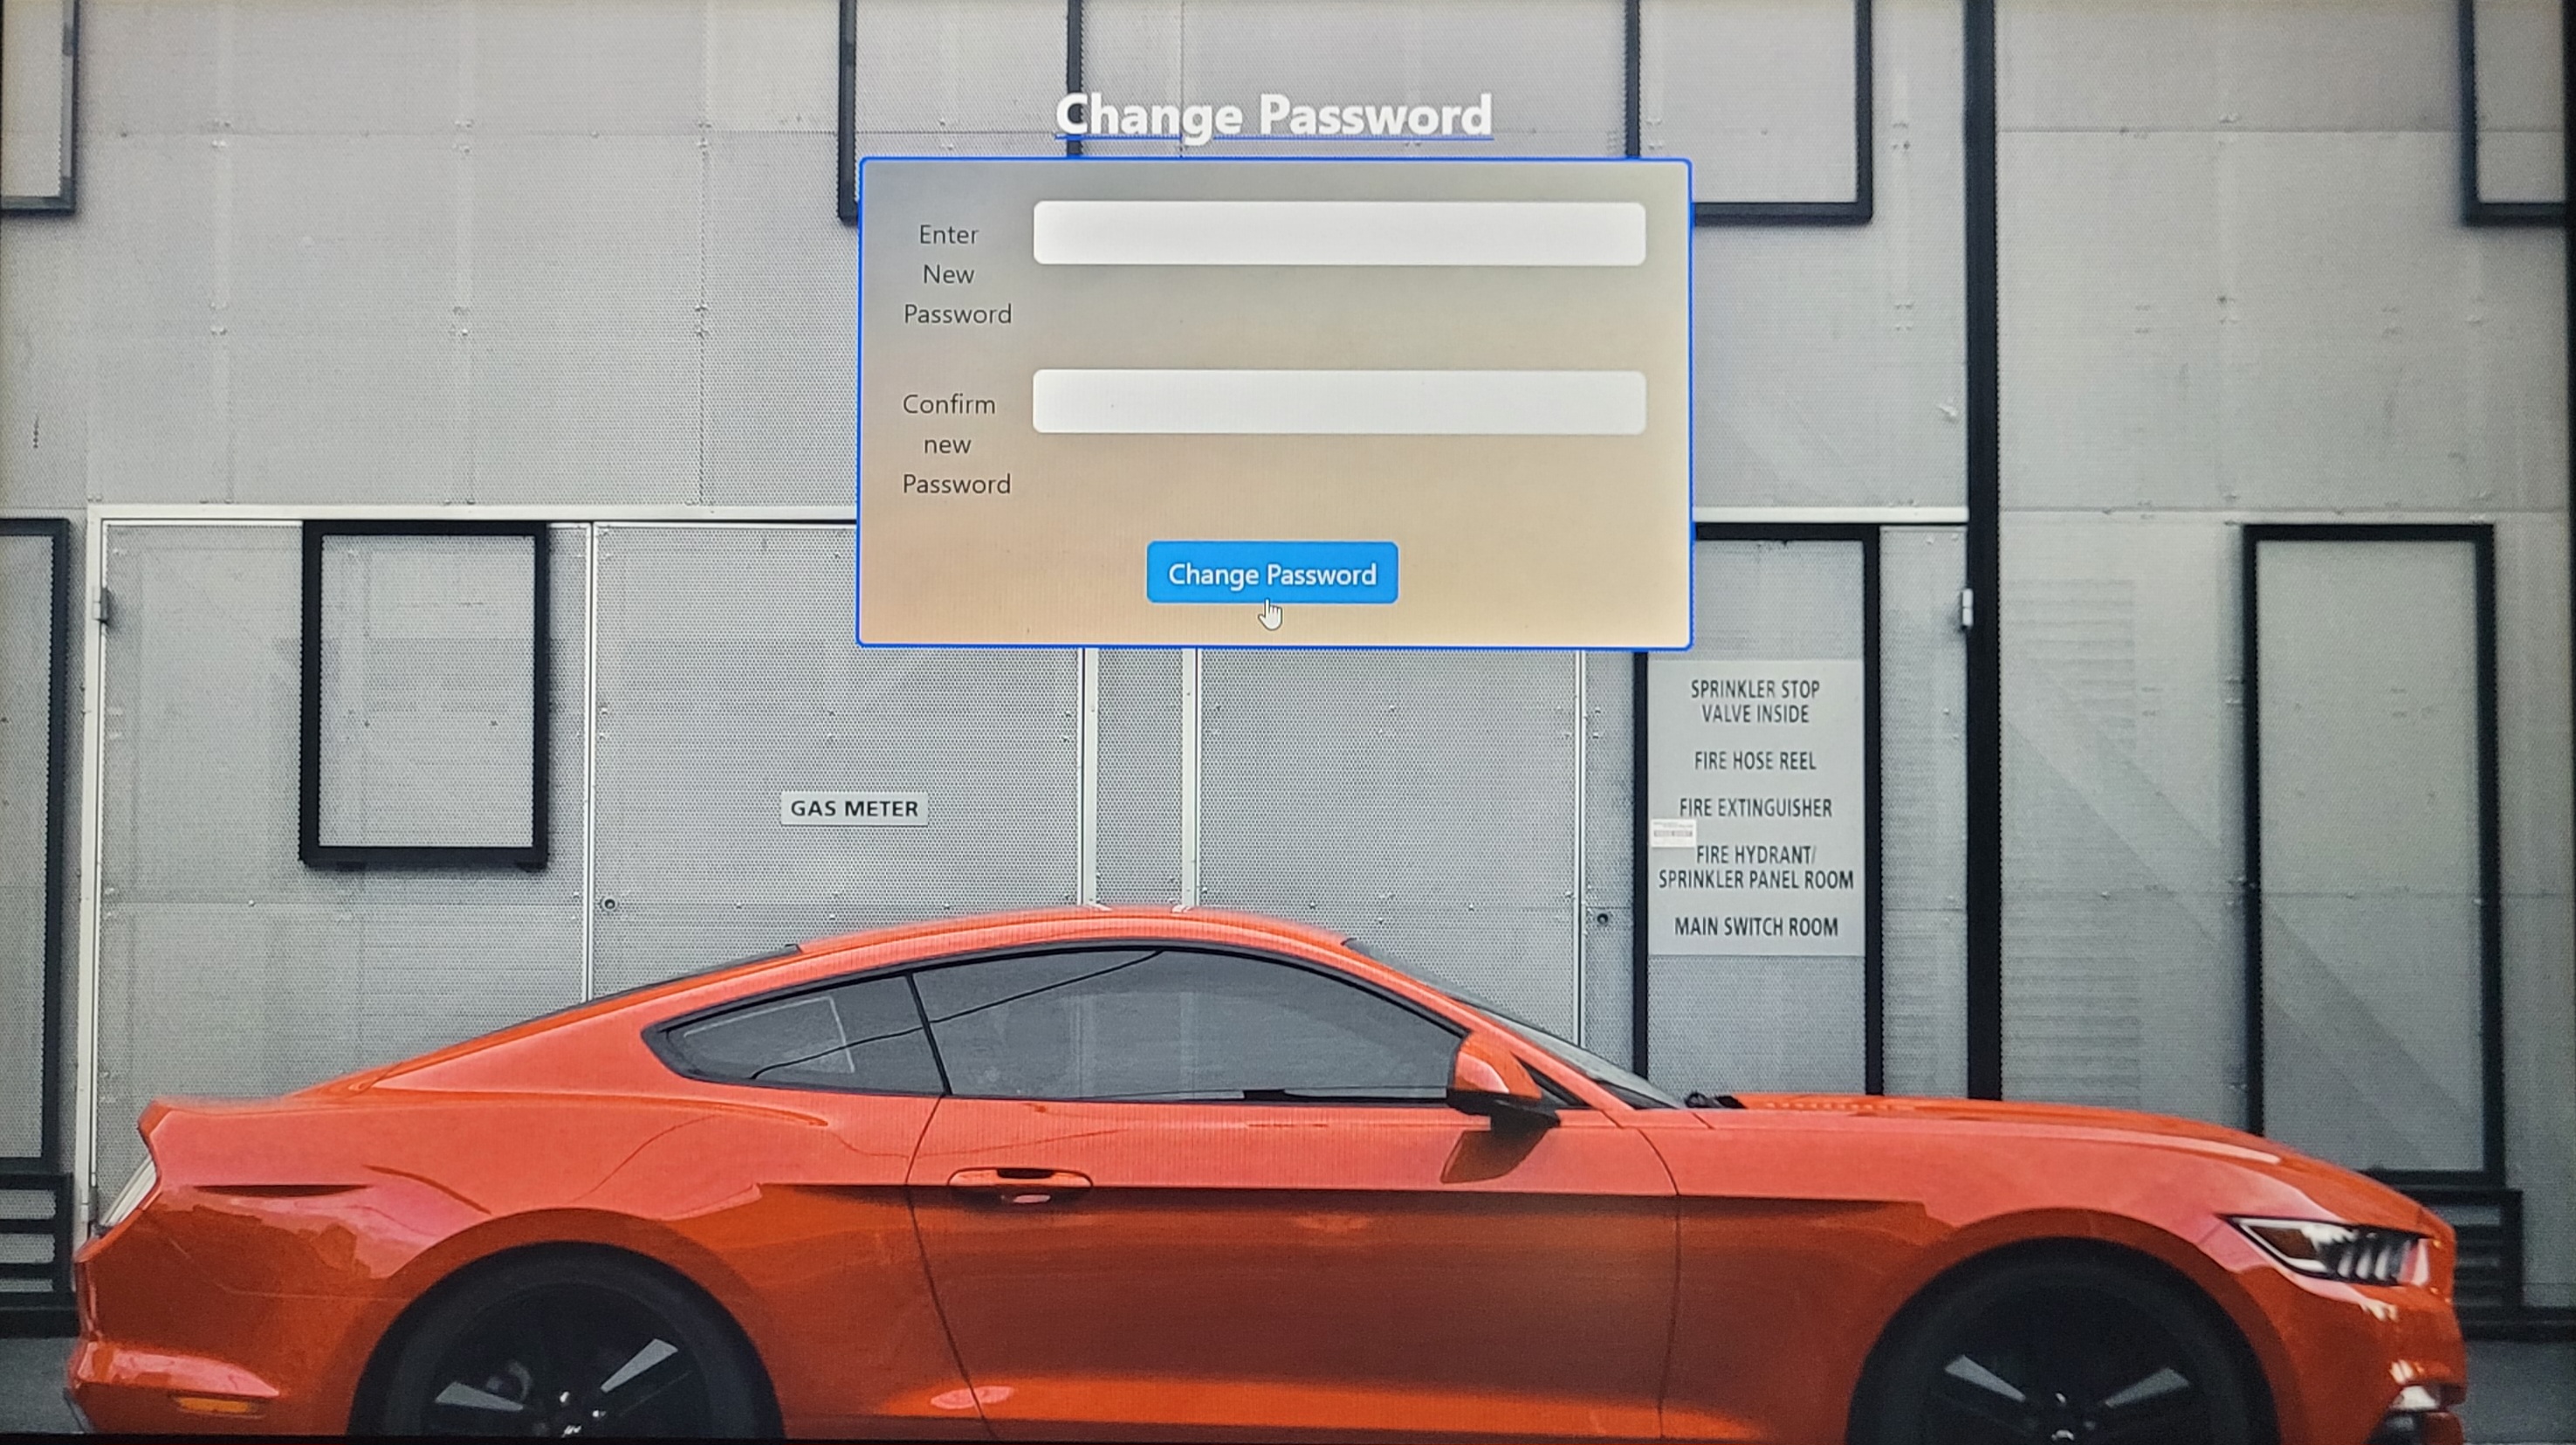 Change Password
Enter
New
Password
Confirm
new
Password
Change Password
GAS METER
SPRINKLER STOP
VALVE INSIDE
FIRE HOSE REEL
FIRE EXTINGUISHER
FIRE HYDRANT/
SPRINKLER PANEL ROOM
MAIN SWITCH ROOM